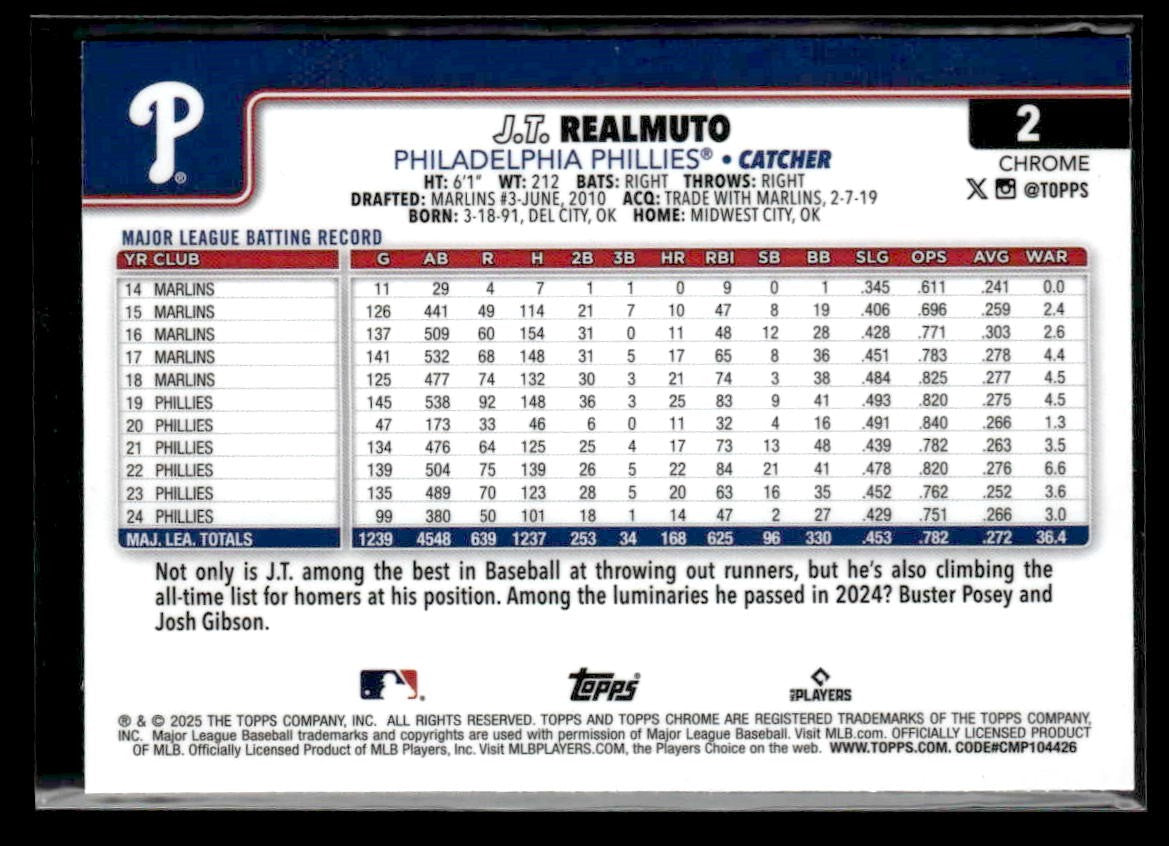 P®
2
CHROME
X @TOPPS
J.T. REALMUTO
PHILADELPHIA PHILLIES® • CATCHER
HT: 6'1" WT: 212 BATS: RIGHT THROWS: RIGHT
DRAFTED: MARLINS #3-JUNE, 2010 ACQ: TRADE WITH MARLINS, 2-7-19
BORN: 3-18-91, DEL CITY, OK HOME: MIDWEST CITY, OK
MAJOR LEAGUE BATTING RECORD
YR CLUB G AB R H 2B 3B HR RBI SB BB SLG OPS AVG WAR
14 MARLINS 11 29 4 7 1 1 0 9 0 1 .345 .611 .241 0.0
15 MARLINS 126 441 49 114 21 7 10 47 8 19 .406 .696 .259 2.4
16 MARLINS 137 509 60 154 31 0 11 48 12 28 .428 .771 .303 2.6
17 MARLINS 141 532 68 148 31 5 17 65 8 36 .451 .783 .278 4.4
18 MARLINS 125 477 74 132 30 3 21 74 3 38 .484 .825 .277 4.5
19 PHILLIES 145 538 92 148 36 3 25 83 9 41 .493 .820 .275 4.5
20 PHILLIES 47 173 33 46 6 0 11 32 4 16 .491 .840 .266 1.3
21 PHILLIES 134 476 64 125 25 4 17 73 13 48 .439 .782 .263 3.5
22 PHILLIES 139 504 75 139 26 5 22 84 21 41 .478 .820 .276 6.6
23 PHILLIES 135 489 70 123 28 5 20 63 16 35 .452 .762 .252 3.6
24 PHILLIES 99 380 50 101 18 1 14 47 2 27 .429 .751 .266 3.0
MAJ. LEA. TOTALS 1239 4548 639 1237 253 34 168 625 96 330 .453 .782 .272 36.4
Not only is J.T. among the best in Baseball at throwing out runners, but he's also climbing the
all-time list for homers at his position. Among the luminaries he passed in 2024? Buster Posey and
Josh Gibson.
Topps®
MLB PLAYERS
® & © 2025 THE TOPPS COMPANY, INC. ALL RIGHTS RESERVED. TOPPS AND TOPPS CHROME ARE REGISTERED TRADEMARKS OF THE TOPPS COMPANY,
INC. Major League Baseball trademarks and copyrights are used with permission of Major League Baseball. Visit MLB.com. OFFICIALLY LICENSED PRODUCT
OF MLB. Officially Licensed Product of MLB Players, Inc. Visit MLBPLAYERS.COM, the Players Choice on the web. WWW.TOPPS.COM. CODE#CMP104426